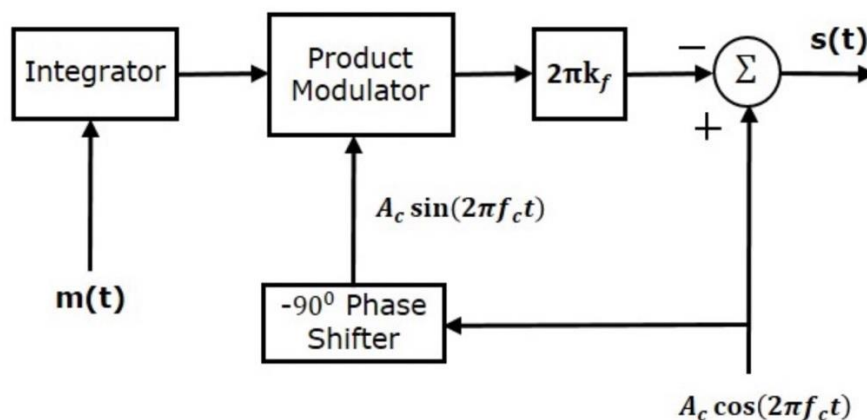 Integrator
Product
Modulator
2πk_f
−
Σ
s(t)
+
A_c sin(2πf_c t)
m(t)
-90⁰ Phase
Shifter
A_c cos(2πf_c t)